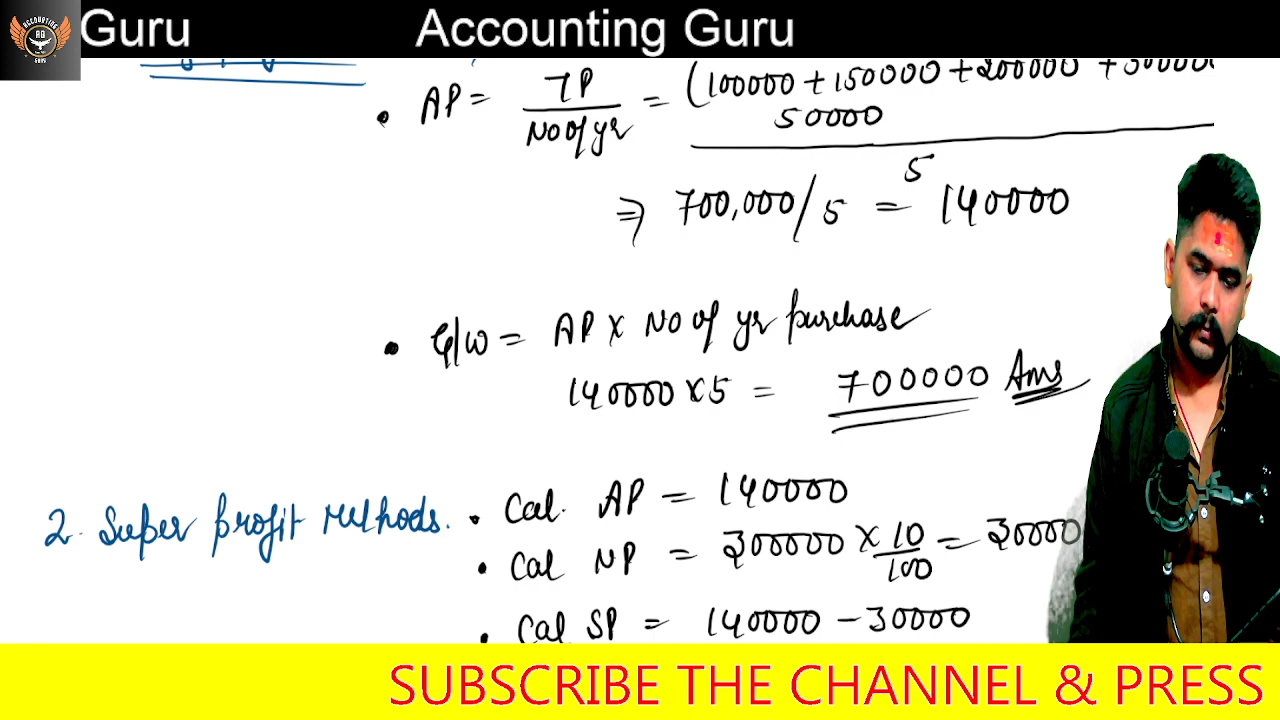 Guru Accounting Guru
AP = TP / No of yr = (100000 + 150000 + 200000 +
50000
5
⇒ 700,000 / 5 = 140000
G/W = AP x No of yr purchase
140000 x 5 = 700000 Ans
2. Super profit Methods. • Cal. AP = 140000
• Cal NP = 300000 x 10/100 = 30000
• Cal SP = 140000 - 30000
SUBSCRIBE THE CHANNEL & PRESS